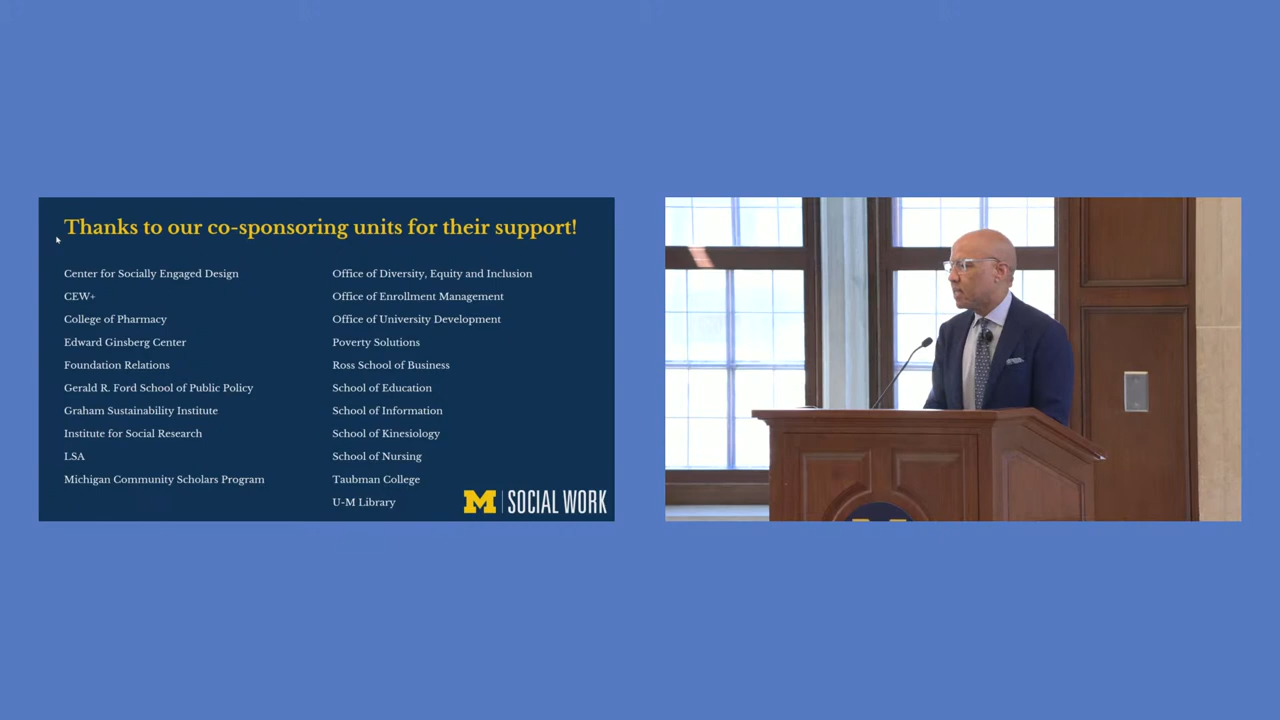 Thanks to our co-sponsoring units for their support!
Center for Socially Engaged Design
CEW+
College of Pharmacy
Edward Ginsberg Center
Foundation Relations
Gerald R. Ford School of Public Policy
Graham Sustainability Institute
Institute for Social Research
LSA
Michigan Community Scholars Program
Office of Diversity, Equity and Inclusion
Office of Enrollment Management
Office of University Development
Poverty Solutions
Ross School of Business
School of Education
School of Information
School of Kinesiology
School of Nursing
Taubman College
U-M Library
M | SOCIAL WORK